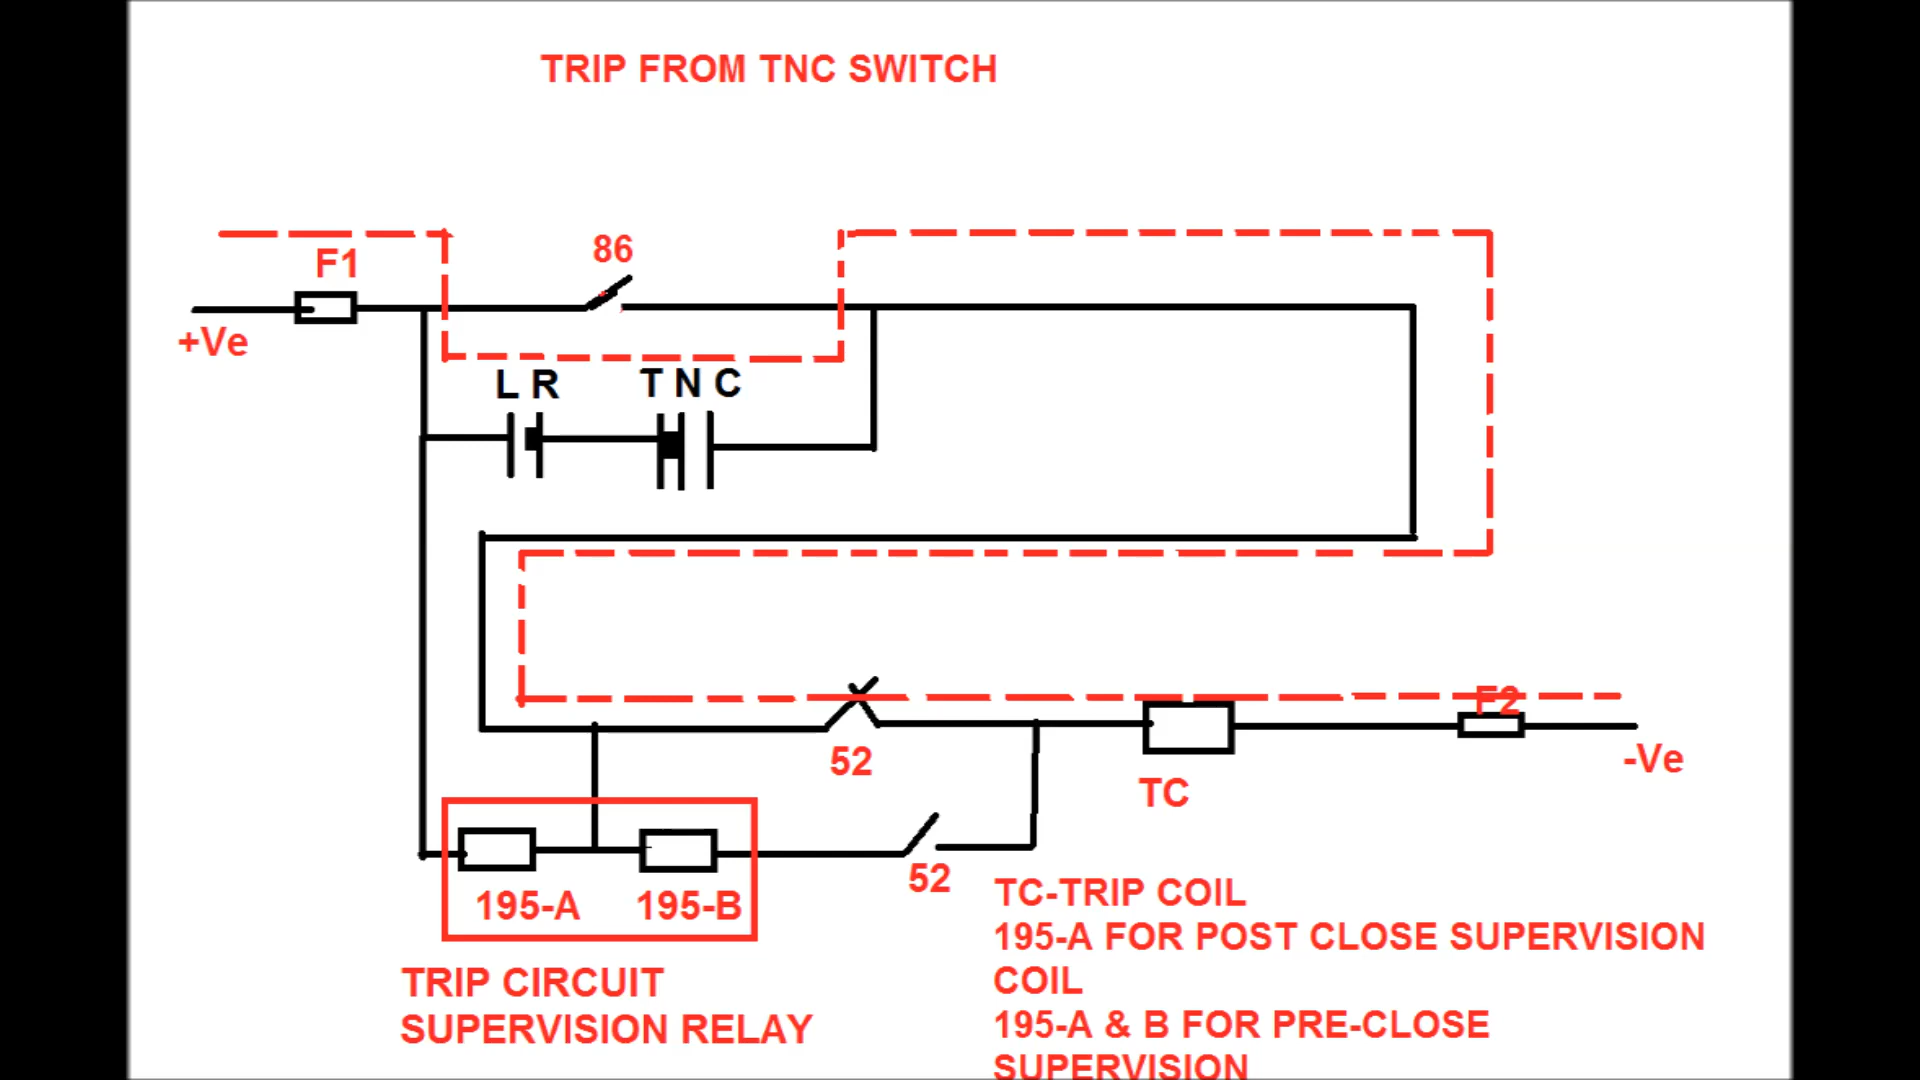 TRIP FROM TNC SWITCH
86
F1
+Ve
L R
T N C
F2
52
-Ve
TC
52
195-A
195-B
TC-TRIP COIL
195-A FOR POST CLOSE SUPERVISION
COIL
195-A & B FOR PRE-CLOSE
SUPERVISION
TRIP CIRCUIT
SUPERVISION RELAY